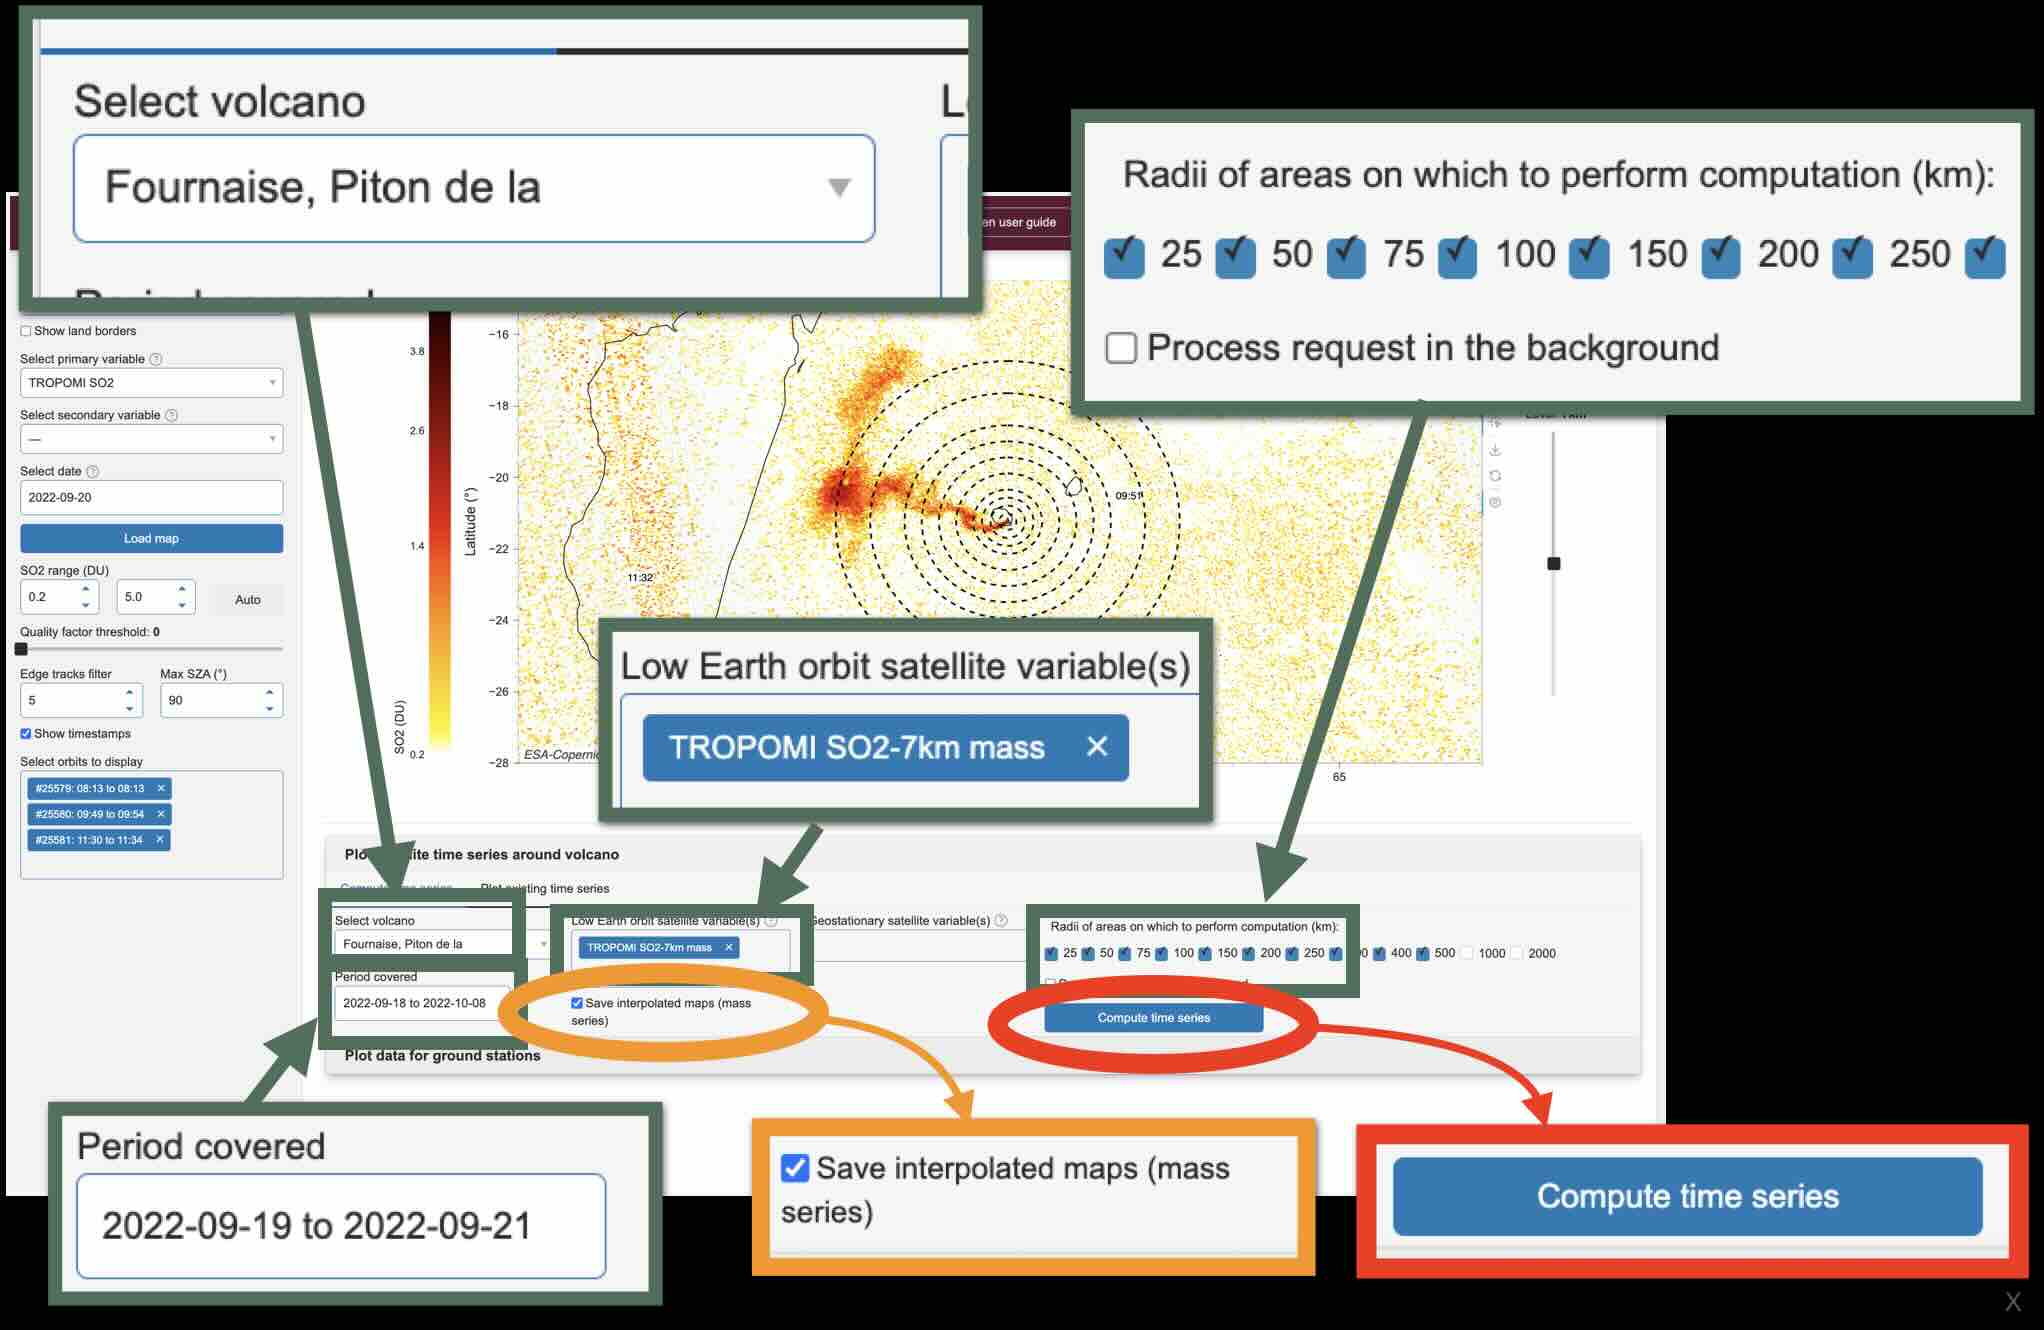 Select volcano
Fournaise, Piton de la
Radii of areas on which to perform computation (km):
25 50 75 100 150 200 250
Process request in the background
en user guide
Show land borders
Select primary variable ?
TROPOMI SO2
Select secondary variable ?
—
Select date ?
2022-09-20
Load map
SO2 range (DU)
0.2 5.0 Auto
Quality factor threshold: 0
Edge tracks filter Max SZA (°)
5 90
Show timestamps
Select orbits to display
#25579: 08:13 to 08:13 ×
#25580: 09:49 to 09:54 ×
#25581: 11:30 to 11:34 ×
3.8
2.6
1.4
0.2
SO2 (DU)
Latitude (°)
−16
−18
−20
−22
−24
−26
−28
09:51
11:32
65
ESA-Coperni
Low Earth orbit satellite variable(s)
TROPOMI SO2-7km mass ×
ite time series around volcano
Plot existing time series
Select volcano
Fournaise, Piton de la
Period covered
2022-09-18 to 2022-10-08
Low Earth orbit satellite variable(s) ?
TROPOMI SO2-7km mass ×
Save interpolated maps (mass
series)
Geostationary satellite variable(s) ?
Radii of areas on which to perform computation (km):
25 50 75 100 150 200 250 400 500 1000 2000
Compute time series
Plot data for ground stations
Period covered
2022-09-19 to 2022-09-21
Save interpolated maps (mass
series)
Compute time series
X